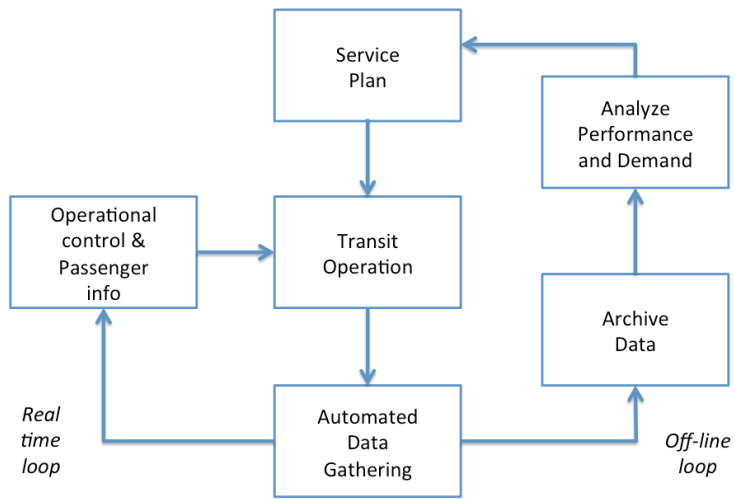 Service
Plan
Analyze
Performance
and Demand
Operational
control &
Passenger
info
Transit
Operation
Archive
Data
Automated
Data
Gathering
Real
time
loop
Off-line
loop